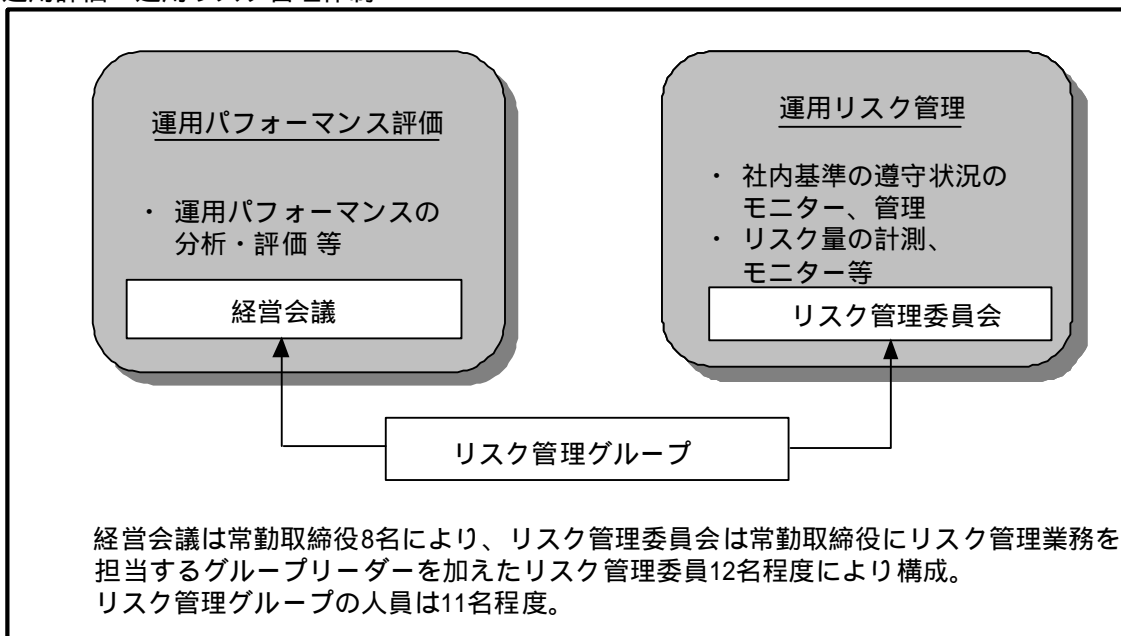 運用パフォーマンス評価
・ 運用パフォーマンスの
分析・評価 等
経営会議
運用リスク管理
・ 社内基準の遵守状況の
モニター、管理
・ リスク量の計測、
モニター等
リスク管理委員会
リスク管理グループ
経営会議は常勤取締役8名により、リスク管理委員会は常勤取締役にリスク管理業務を
担当するグループリーダーを加えたリスク管理委員12名程度により構成。
リスク管理グループの人員は11名程度。